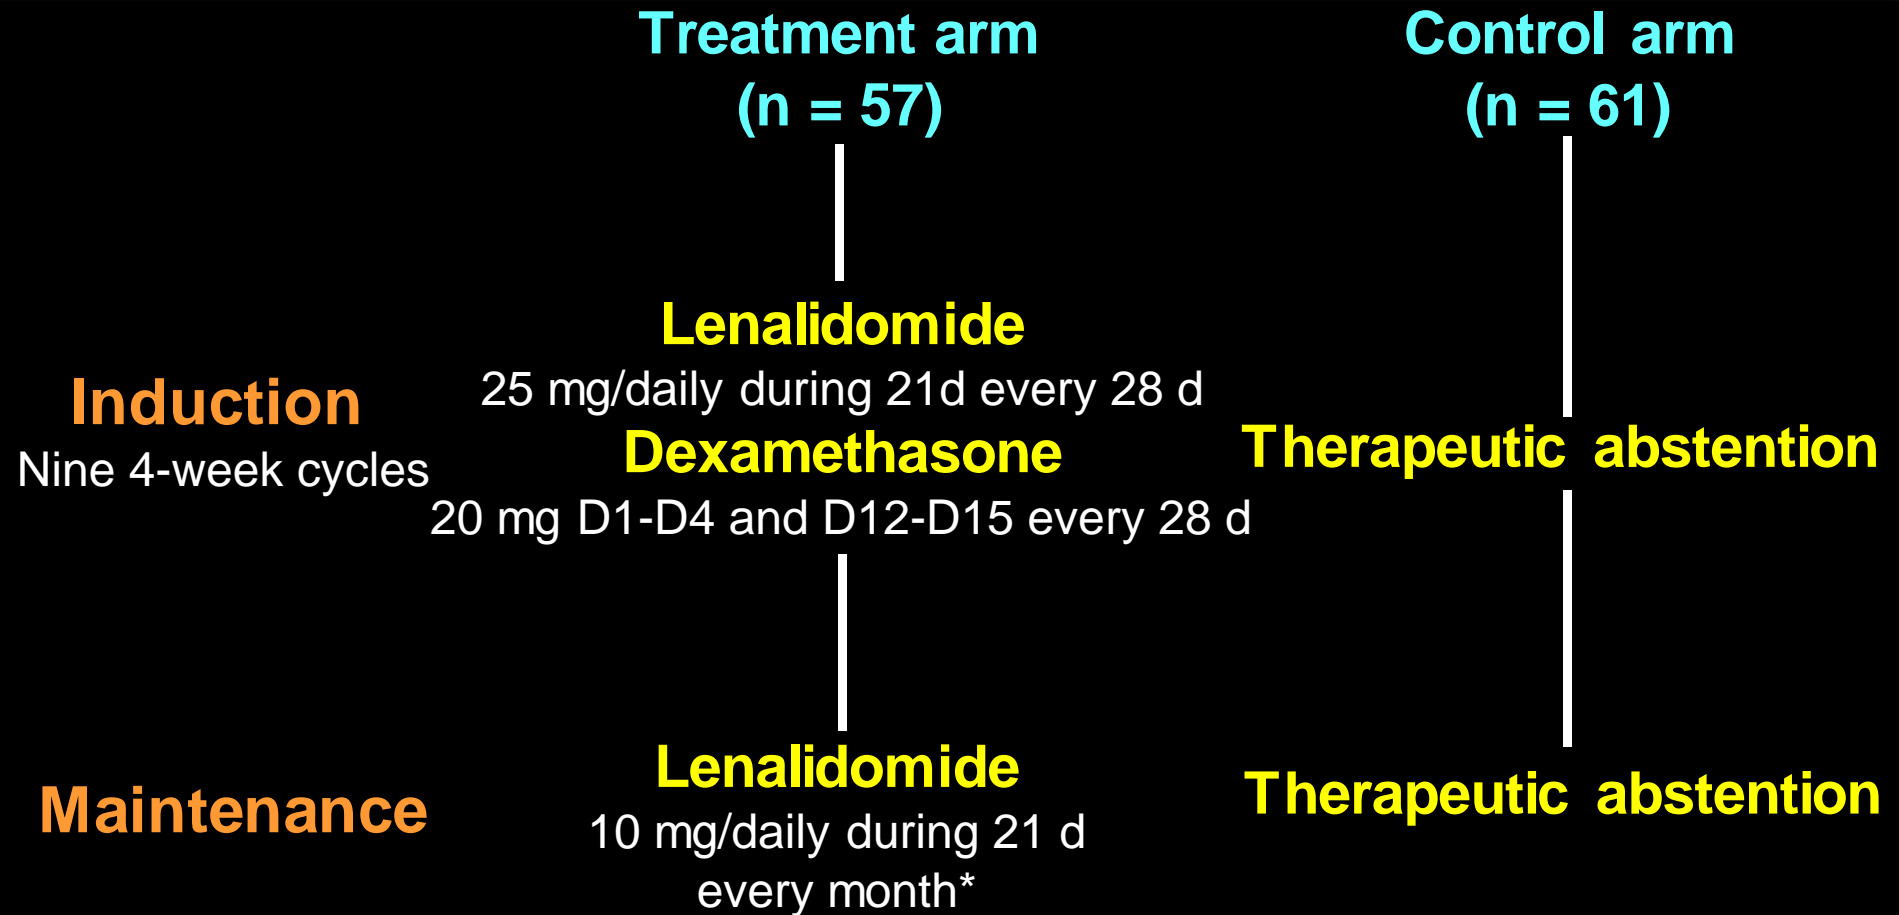 Treatment arm
(n = 57)
Control arm
(n = 61)
Induction
Nine 4-week cycles
Lenalidomide
25 mg/daily during 21d every 28 d
Dexamethasone
20 mg D1-D4 and D12-D15 every 28 d
Therapeutic abstention
Maintenance
Lenalidomide
10 mg/daily during 21 d
every month*
Therapeutic abstention